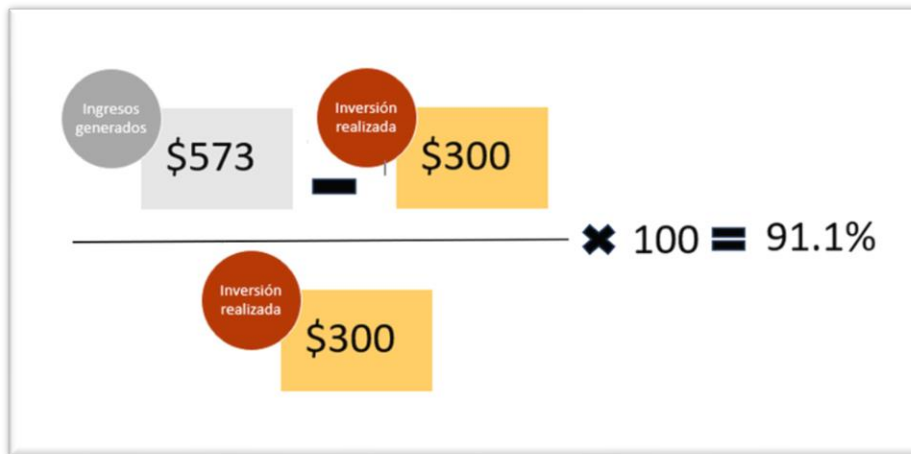 Ingresos
generados
$573
Inversión
realizada
$300
100 = 91.1%
Inversión
realizada
$300